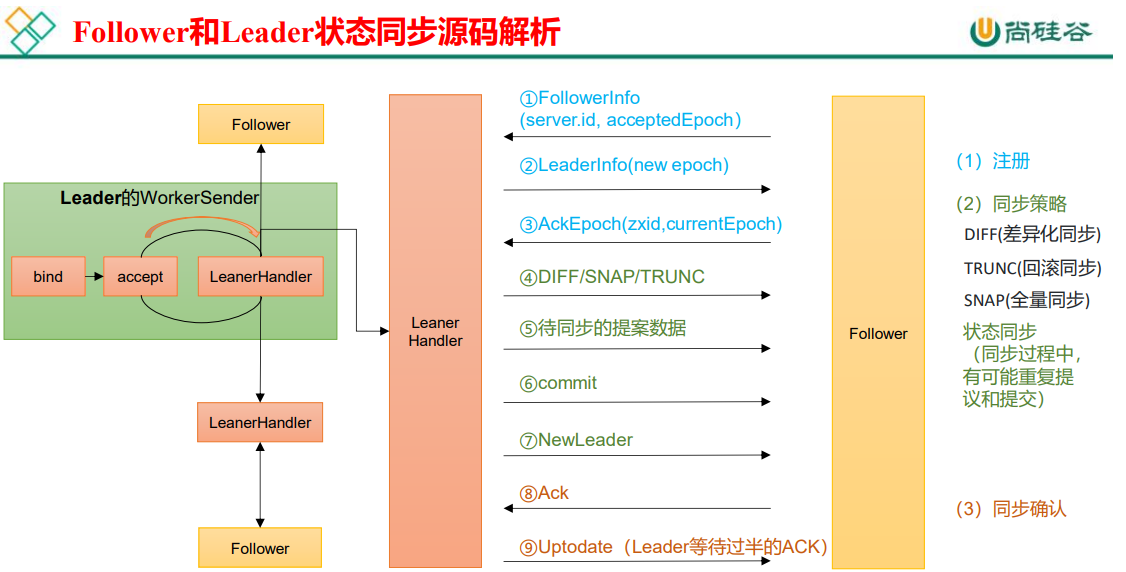 Follower和Leader状态同步源码解析
尚硅谷
Follower
Leader的WorkerSender
bind
accept
LeanerHandler
LeanerHandler
Follower
Leaner
Handler
①FollowerInfo
(server.id, acceptedEpoch）
②LeaderInfo(new epoch)
③AckEpoch(zxid,currentEpoch)
④DIFF/SNAP/TRUNC
⑤待同步的提案数据
⑥commit
⑦NewLeader
⑧Ack
⑨Uptodate（Leader等待过半的ACK）
Follower
（1）注册
（2）同步策略
DIFF(差异化同步)
TRUNC(回滚同步)
SNAP(全量同步)
状态同步
（同步过程中，
有可能重复提
议和提交）
（3）同步确认